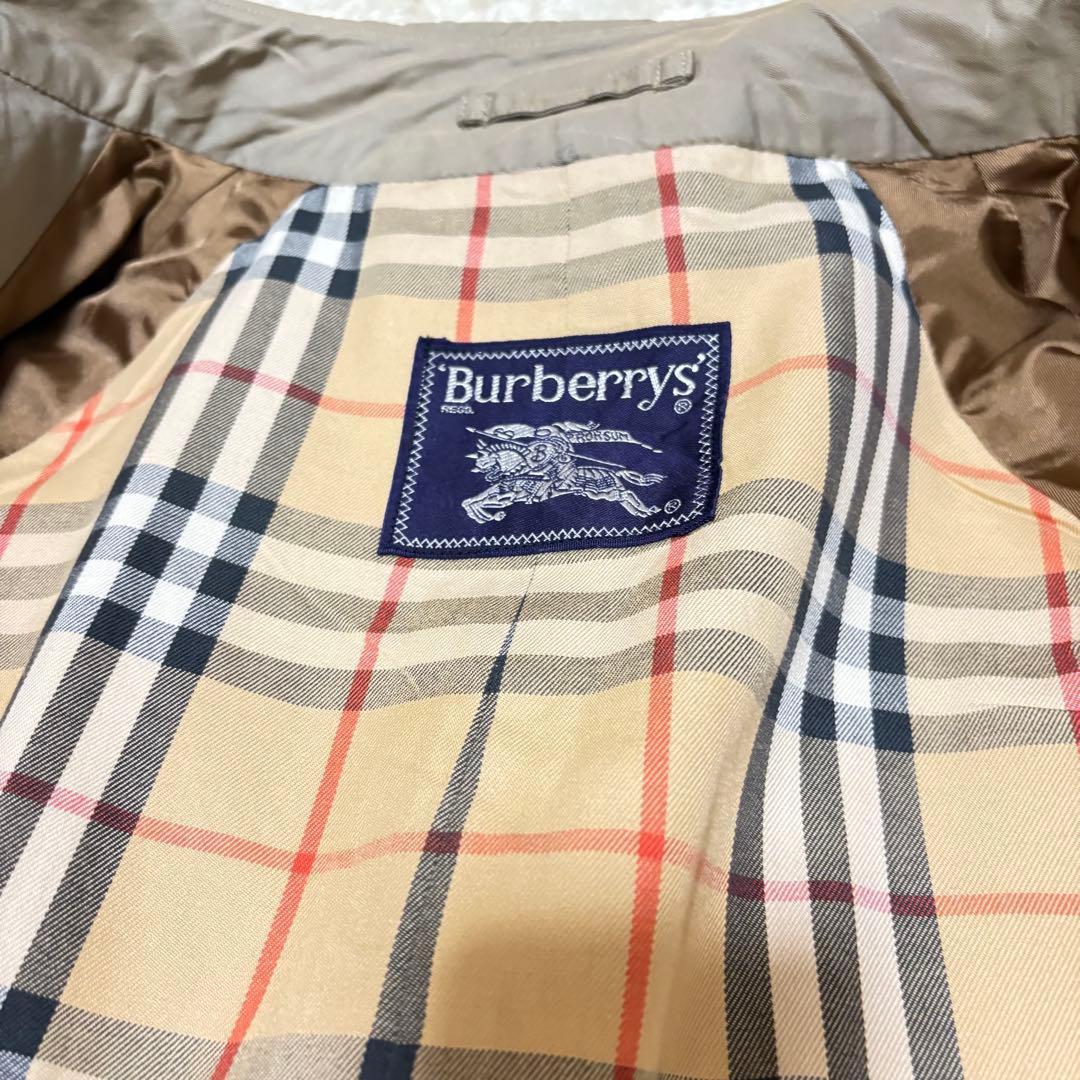 'Burberrys'
REGD. ®
PRORSUM
B
®